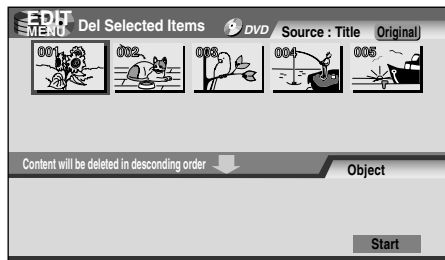 EDIT
MENU
Del Selected Items
DVD
Source : Title
Original
001
002
003
004
005
Content will be deleted in desconding order
Object
Start